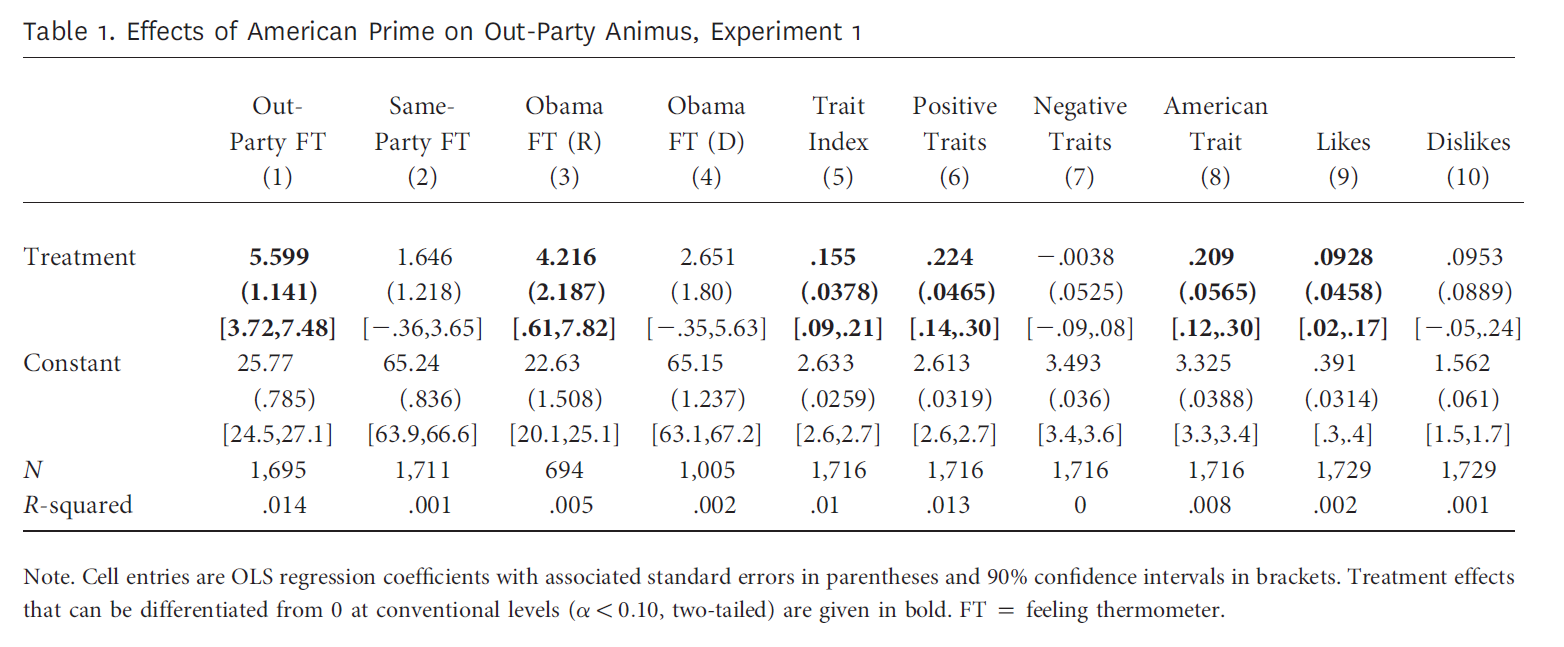 Table 1. Effects of American Prime on Out-Party Animus, Experiment 1
Out- Same- Obama Obama Trait Positive Negative American
Party FT Party FT FT (R) FT (D) Index Traits Traits Trait Likes Dislikes
(1) (2) (3) (4) (5) (6) (7) (8) (9) (10)
Treatment 5.599 1.646 4.216 2.651 .155 .224 −.0038 .209 .0928 .0953
(1.141) (1.218) (2.187) (1.80) (.0378) (.0465) (.0525) (.0565) (.0458) (.0889)
[3.72,7.48] [−.36,3.65] [.61,7.82] [−.35,5.63] [.09,.21] [.14,.30] [−.09,.08] [.12,.30] [.02,.17] [−.05,.24]
Constant 25.77 65.24 22.63 65.15 2.633 2.613 3.493 3.325 .391 1.562
(.785) (.836) (1.508) (1.237) (.0259) (.0319) (.036) (.0388) (.0314) (.061)
[24.5,27.1] [63.9,66.6] [20.1,25.1] [63.1,67.2] [2.6,2.7] [2.6,2.7] [3.4,3.6] [3.3,3.4] [.3,.4] [1.5,1.7]
N 1,695 1,711 694 1,005 1,716 1,716 1,716 1,716 1,729 1,729
R-squared .014 .001 .005 .002 .01 .013 0 .008 .002 .001
Note. Cell entries are OLS regression coefficients with associated standard errors in parentheses and 90% confidence intervals in brackets. Treatment effects
that can be differentiated from 0 at conventional levels (α < 0.10, two-tailed) are given in bold. FT = feeling thermometer.